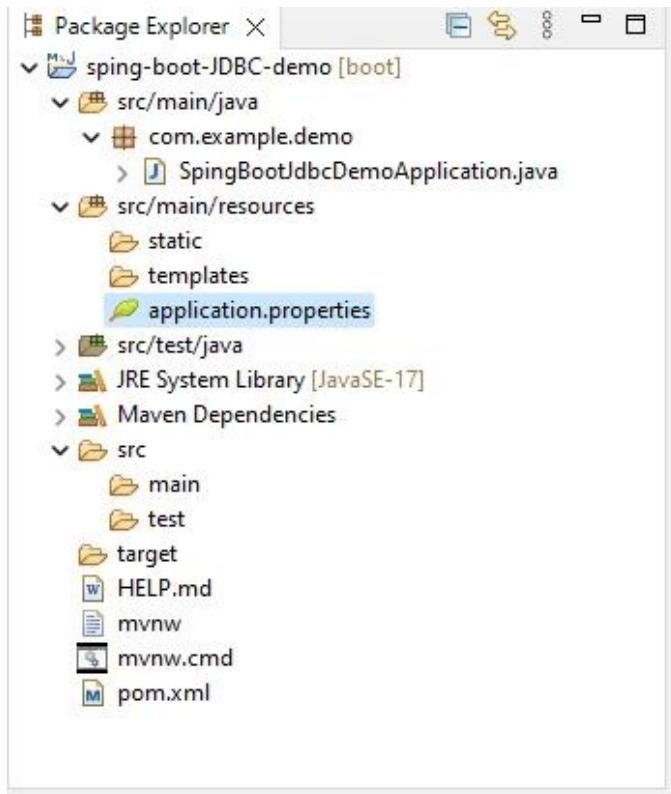 Package Explorer
sping-boot-JDBC-demo [boot]
src/main/java
com.example.demo
SpingBootJdbcDemoApplication.java
src/main/resources
static
templates
application.properties
src/test/java
JRE System Library [JavaSE-17]
Maven Dependencies
src
main
test
target
HELP.md
mvnw
mvnw.cmd
pom.xml